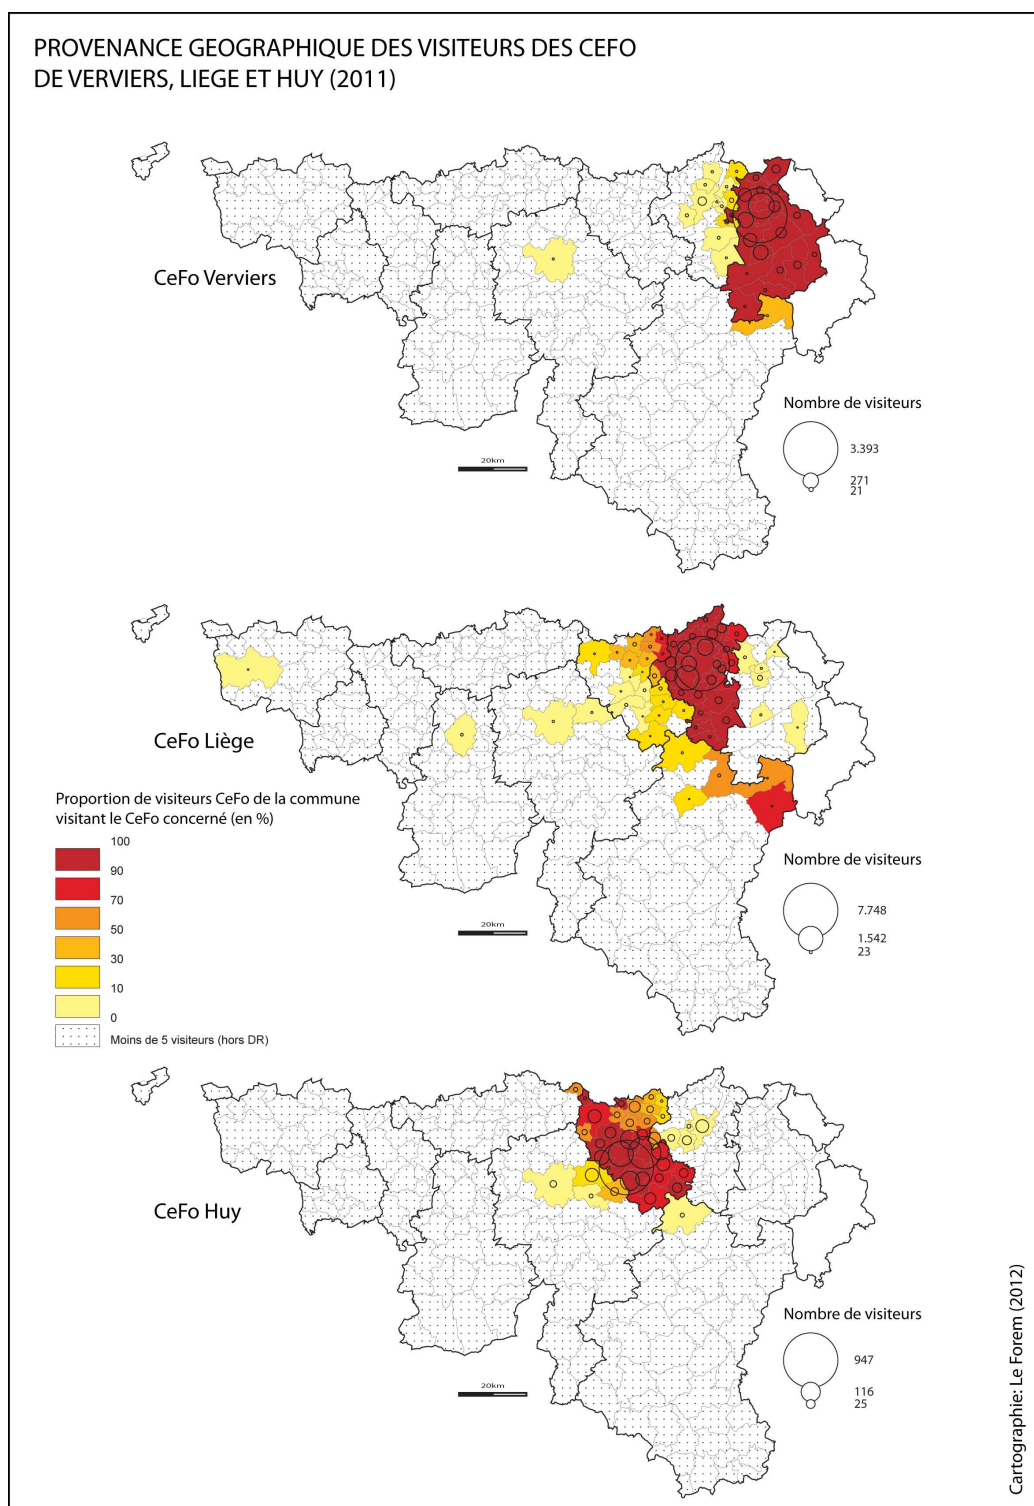 PROVENANCE GEOGRAPHIQUE DES VISITEURS DES CEFO
DE VERVIERS, LIEGE ET HUY (2011)
CeFo Verviers
Nombre de visiteurs
3.393
271
21
20km
CeFo Liège
Proportion de visiteurs CeFo de la commune
visitant le CeFo concerné (en %)
100
90
70
50
30
10
0
Moins de 5 visiteurs (hors DR)
Nombre de visiteurs
7.748
1.542
23
20km
CeFo Huy
Nombre de visiteurs
947
116
25
20km
Cartographie: Le Forem (2012)